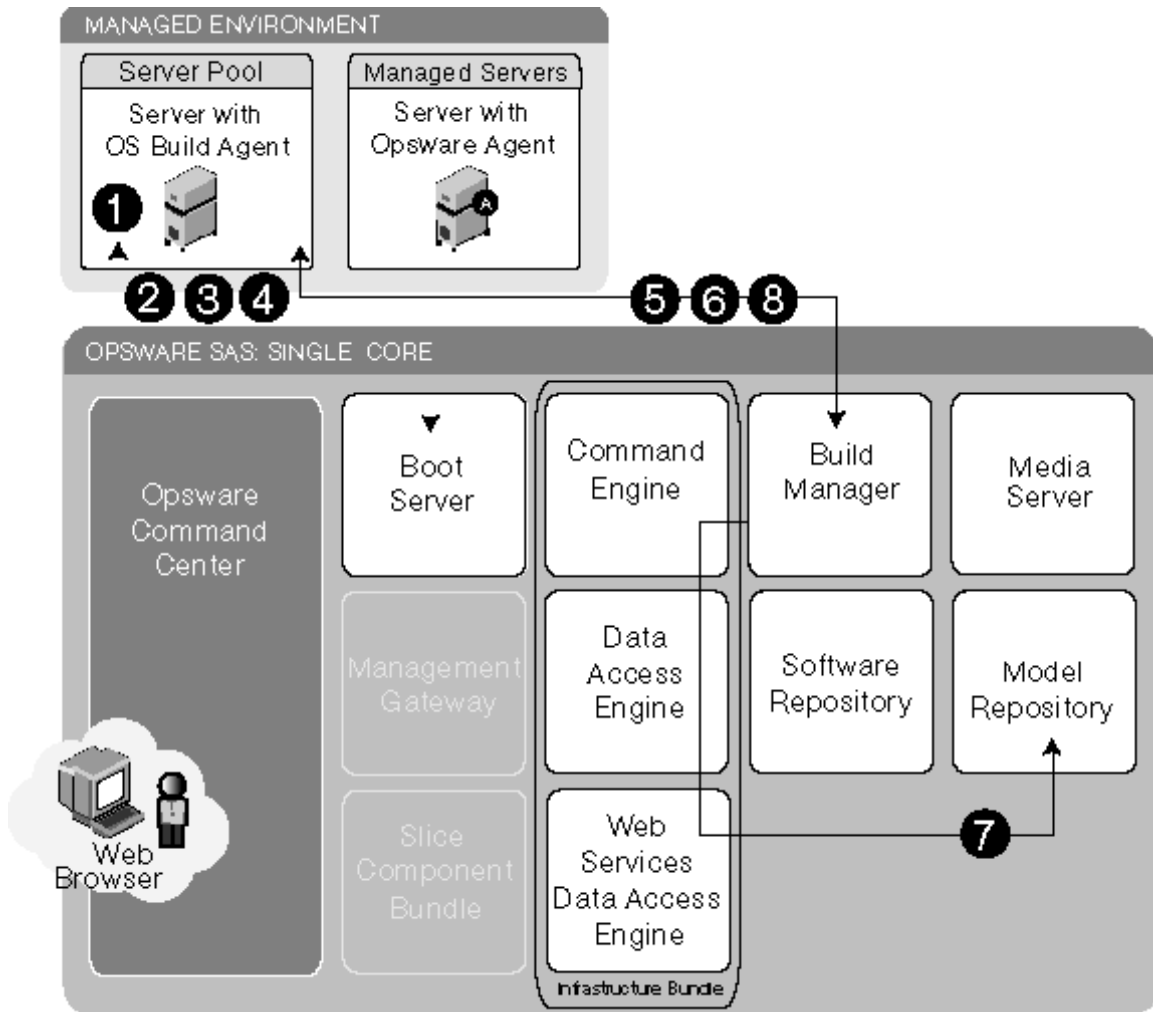 MANAGED ENVIRONMENT
Server Pool
Server with
OS Build Agent
1
Managed Servers
Server with
Opsware Agent
A
2 3 4
5 6 8
OPSWARE SAS: SINGLE CORE
Opsware
Command
Center
Boot
Server
Command
Engine
Build
Manager
Media
Server
Management
Gateway
Data
Access
Engine
Software
Repository
Model
Repository
Web
Browser
Slice
Component
Bundle
Web
Services
Data Access
Engine
7
Infrastructure Bundle